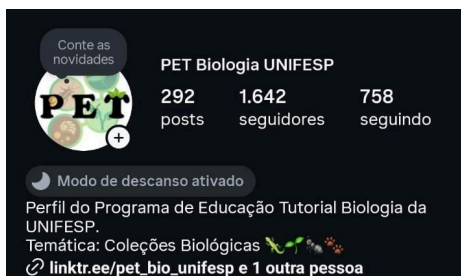 Conte as
novidades
PET
PET Biologia UNIFESP
292 1.642 758
posts seguidores seguindo
Modo de descanso ativado
Perfil do Programa de Educação Tutorial Biologia da
UNIFESP.
Temática: Coleções Biológicas 🦎🌱🐜🐾
linktr.ee/pet_bio_unifesp e 1 outra pessoa